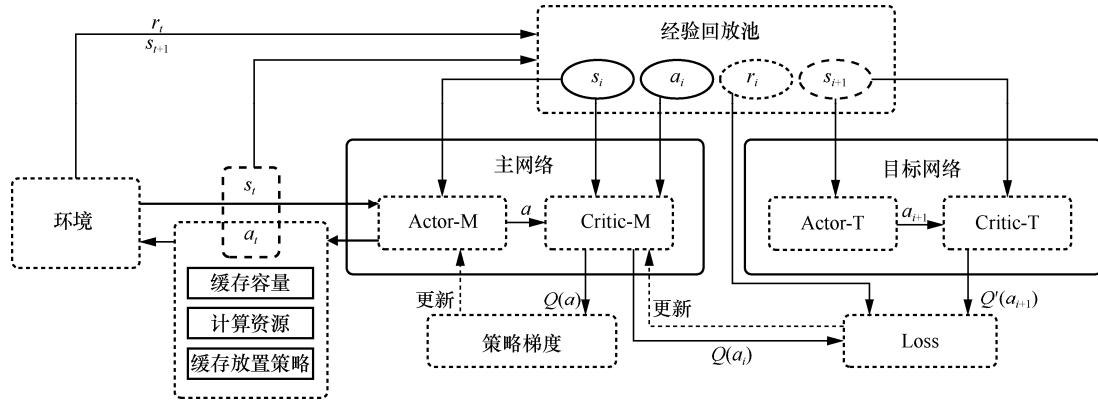 r_t
s_{t+1}
经验回放池
s_i
a_i
r_i
s_{i+1}
主网络
目标网络
环境
s_t
a_t
缓存容量
计算资源
缓存放置策略
Actor-M
a
Critic-M
Actor-T
a_{i+1}
Critic-T
更新
Q(a)
更新
Q'(a_{i+1})
策略梯度
Q(a_i)
Loss